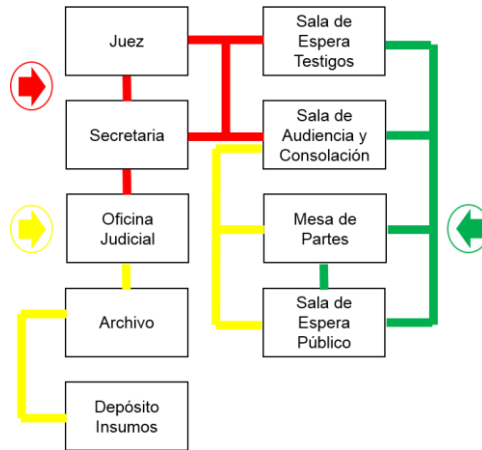 Juez
Secretaria
Oficina
Judicial
Archivo
Depósito
Insumos
Sala de
Espera
Testigos
Sala de
Audiencia y
Consolación
Mesa de
Partes
Sala de
Espera
Público